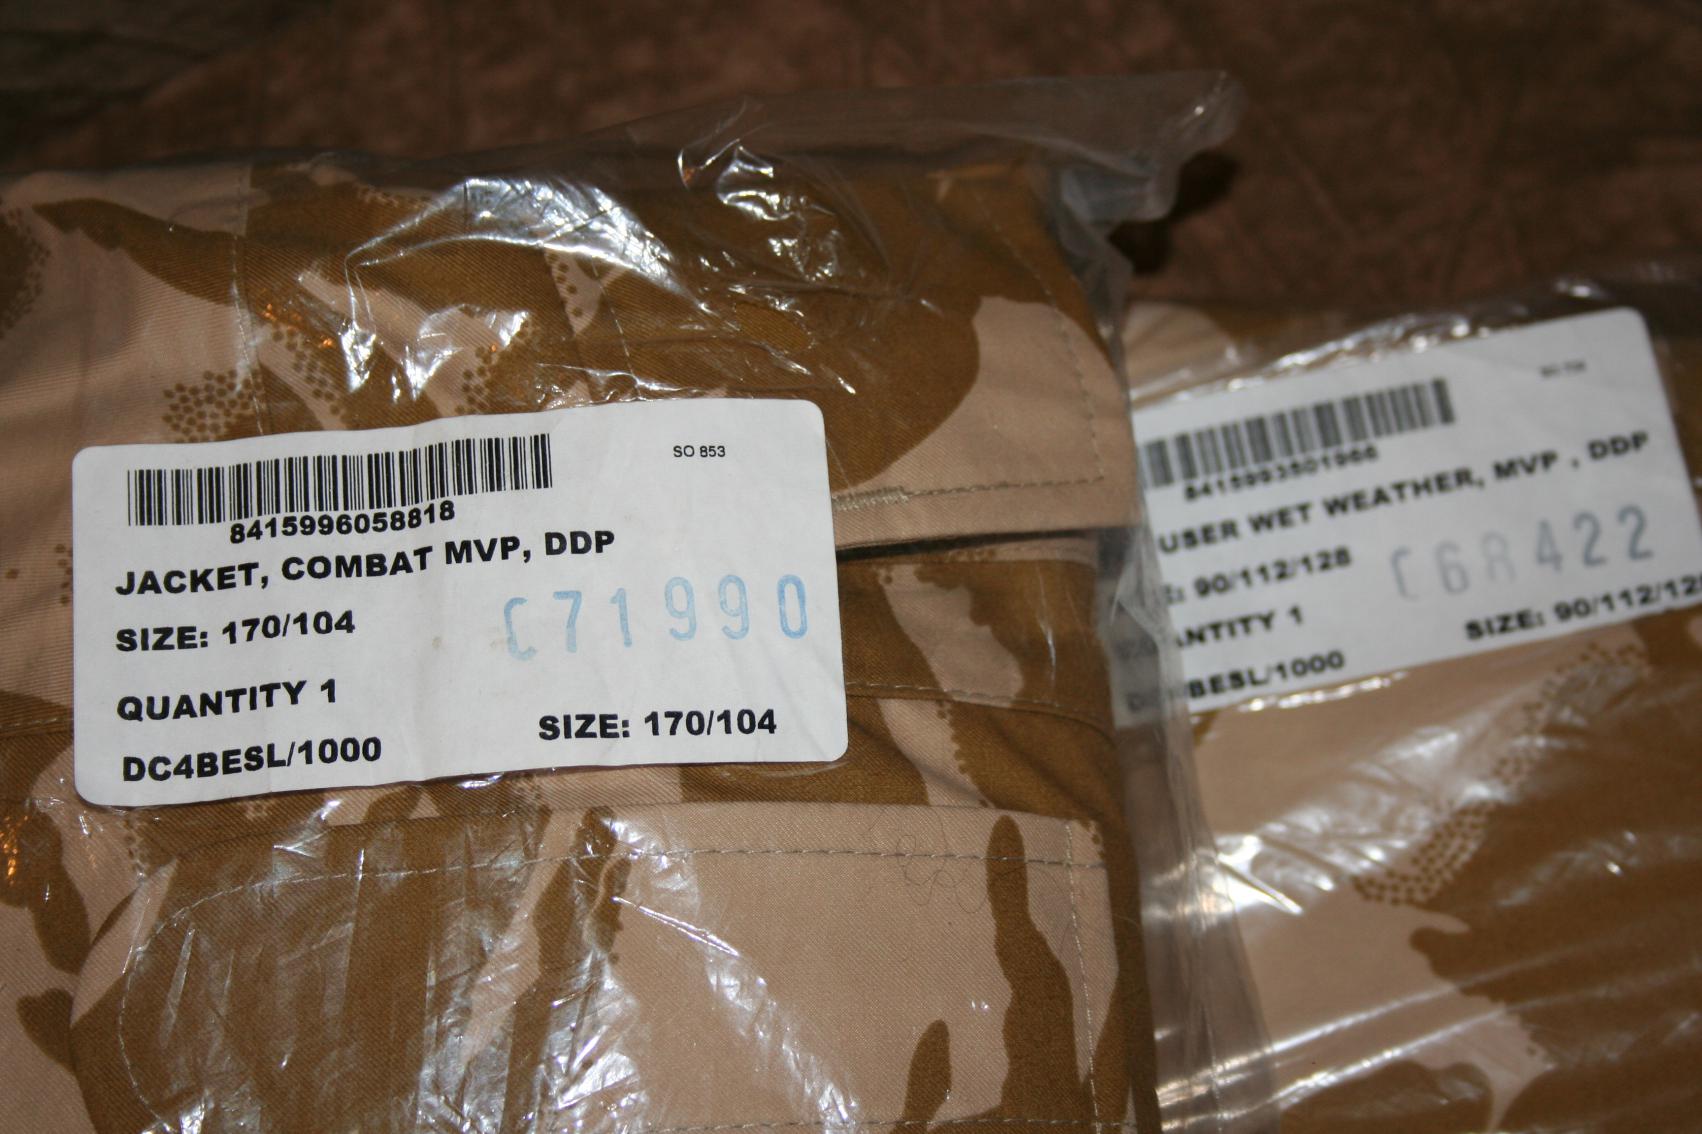 SO 853
8415996058818
JACKET, COMBAT MVP, DDP
SIZE: 170/104
C71990
QUANTITY 1
SIZE: 170/104
DC4BESL/1000
USER WET WEATHER, MVP , DDP
90/112/128
C68422
ANTITY 1
SIZE: 90/112/12
BESL/1000